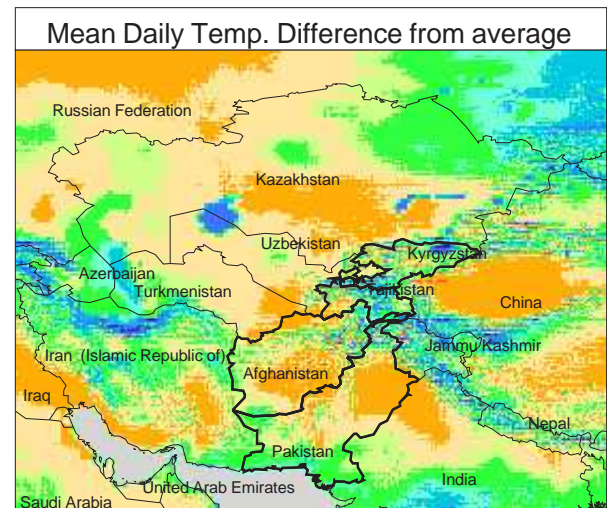 Mean Daily Temp. Difference from average
Russian Federation
Kazakhstan
Uzbekistan
Kyrgyzstan
Azerbaijan
Turkmenistan
Tajikistan
China
Iran (Islamic Republic of)
Jammu Kashmir
Afghanistan
Iraq
Nepal
Pakistan
India
United Arab Emirates
Saudi Arabia